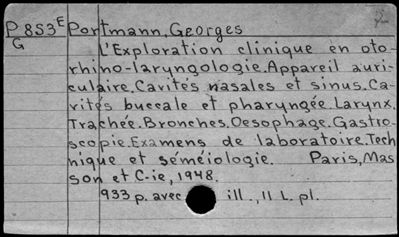 P853E Portmann, Georges
G
L'Exploration clinique en oto-
rhino-laryngologie. Appareil auri-
culaire. Cavités nasales et sinus. Ca-
vités buccale et pharyngée. Larynx.
Trachée. Bronches. Oesophage. Gastro-
scopie. Examens de laboratoire. Tech
nique et séméiologie. Paris, Mas
son et C-ie, 1948.
933 p. avec ill., 11 L. pl.